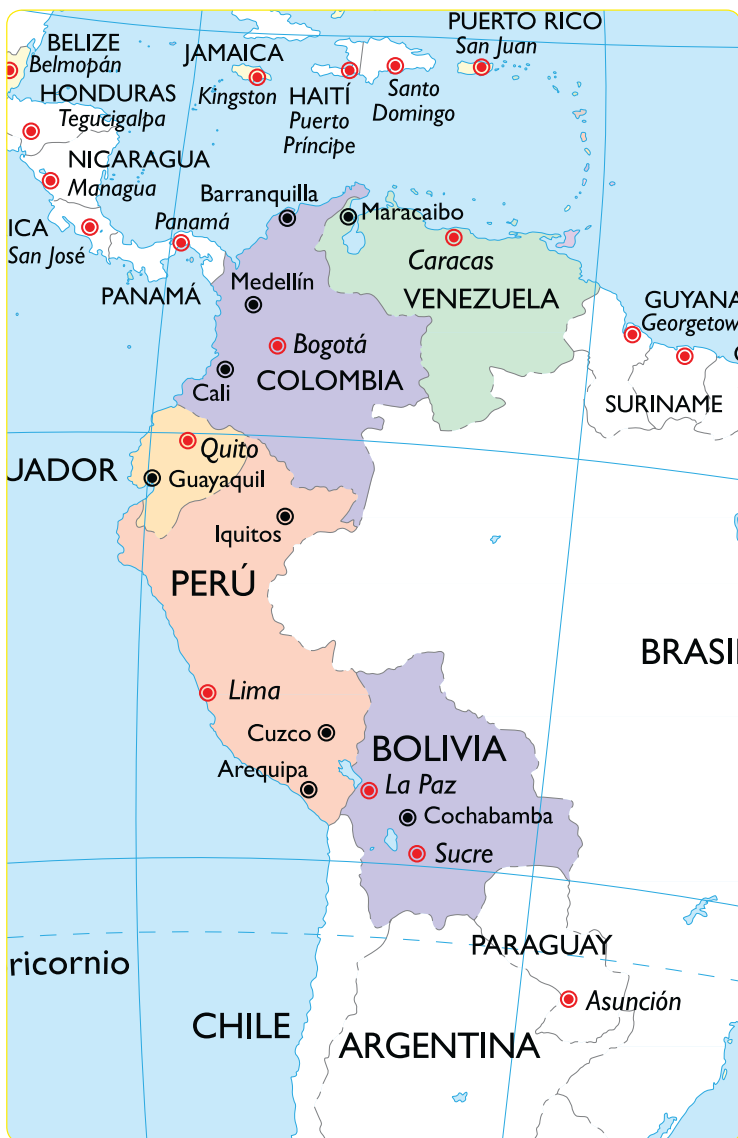 PUERTO RICO
San Juan
BELIZE
Belmopán
JAMAICA
Kingston
HAITÍ
Puerto
Príncipe
Santo
Domingo
HONDURAS
Tegucigalpa
NICARAGUA
Managua
Barranquilla
Maracaibo
Panamá
ICA
San José
Caracas
PANAMÁ
Medellín
VENEZUELA
GUYANA
Georgetow
Bogotá
COLOMBIA
Cali
SURINAME
Quito
UADOR
Guayaquil
Iquitos
PERÚ
BRASI
Lima
Cuzco
BOLIVIA
Arequipa
La Paz
Cochabamba
Sucre
PARAGUAY
ricornio
Asunción
CHILE
ARGENTINA